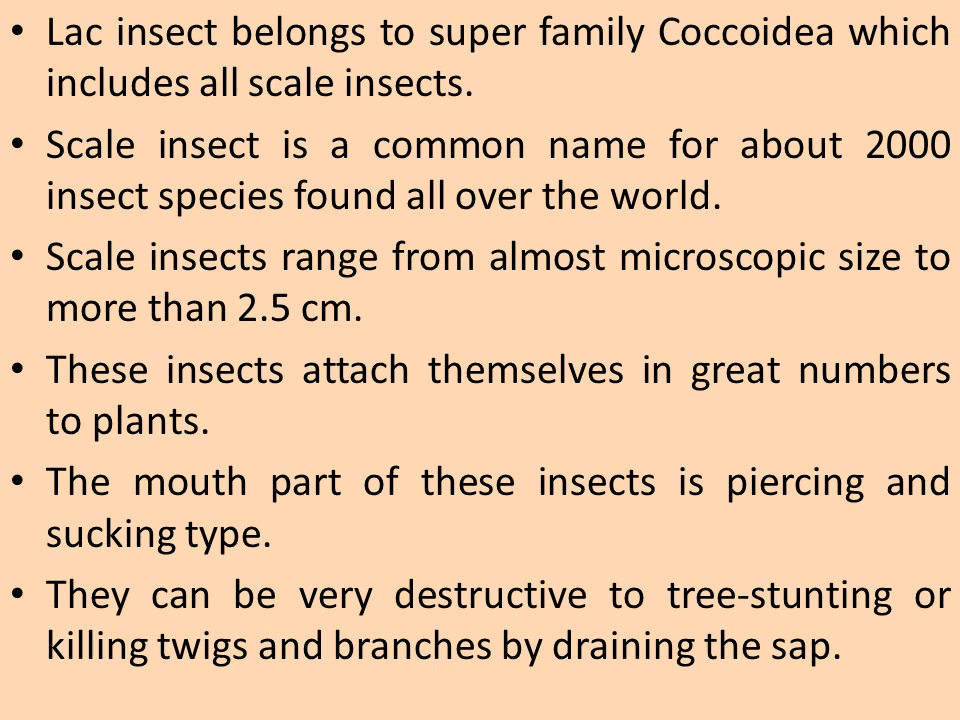 • Lac insect belongs to super family Coccoidea which
includes all scale insects.
• Scale insect is a common name for about 2000
insect species found all over the world.
• Scale insects range from almost microscopic size to
more than 2.5 cm.
• These insects attach themselves in great numbers
to plants.
• The mouth part of these insects is piercing and
sucking type.
• They can be very destructive to tree-stunting or
killing twigs and branches by draining the sap.